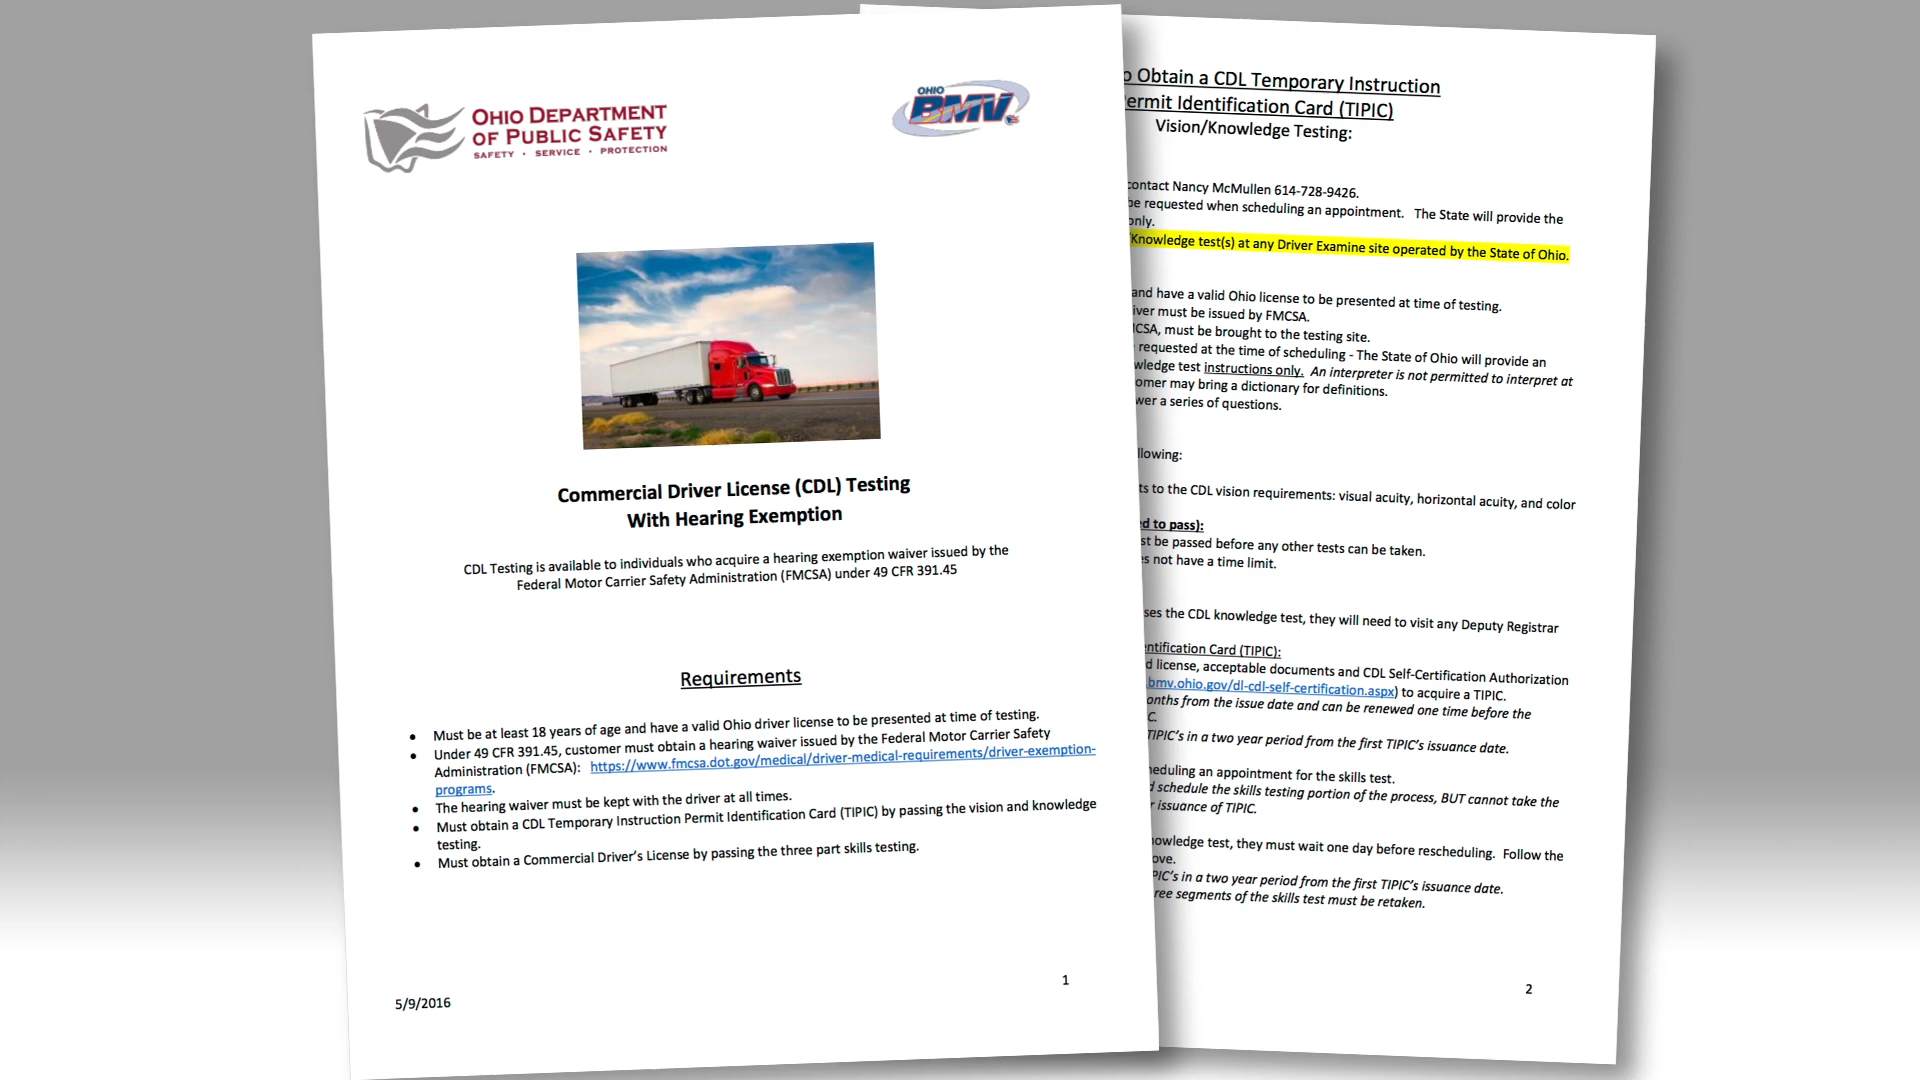 OHIO DEPARTMENT
OF PUBLIC SAFETY
SAFETY · SERVICE · PROTECTION
OHIO
BMV
Commercial Driver License (CDL) Testing
With Hearing Exemption
CDL Testing is available to individuals who acquire a hearing exemption waiver issued by the
Federal Motor Carrier Safety Administration (FMCSA) under 49 CFR 391.45
Requirements
• Must be at least 18 years of age and have a valid Ohio driver license to be presented at time of testing.
• Under 49 CFR 391.45, customer must obtain a hearing waiver issued by the Federal Motor Carrier Safety
Administration (FMCSA): https://www.fmcsa.dot.gov/medical/driver-medical-requirements/driver-exemption-
programs.
• The hearing waiver must be kept with the driver at all times.
• Must obtain a CDL Temporary Instruction Permit Identification Card (TIPIC) by passing the vision and knowledge
testing.
• Must obtain a Commercial Driver's License by passing the three part skills testing.
1
5/9/2016
o Obtain a CDL Temporary Instruction
ermit Identification Card (TIPIC)
Vision/Knowledge Testing:
contact Nancy McMullen 614-728-9426.
be requested when scheduling an appointment. The State will provide the
only.
/Knowledge test(s) at any Driver Examine site operated by the State of Ohio.
and have a valid Ohio license to be presented at time of testing.
iver must be issued by FMCSA.
MCSA, must be brought to the testing site.
requested at the time of scheduling - The State of Ohio will provide an
wledge test instructions only. An interpreter is not permitted to interpret at
omer may bring a dictionary for definitions.
wer a series of questions.
llowing:
ts to the CDL vision requirements: visual acuity, horizontal acuity, and color
d to pass):
st be passed before any other tests can be taken.
s not have a time limit.
ses the CDL knowledge test, they will need to visit any Deputy Registrar
entification Card (TIPIC):
d license, acceptable documents and CDL Self-Certification Authorization
.bmv.ohio.gov/dl-cdl-self-certification.aspx) to acquire a TIPIC.
onths from the issue date and can be renewed one time before the
C.
TIPIC's in a two year period from the first TIPIC's issuance date.
heduling an appointment for the skills test.
d schedule the skills testing portion of the process, BUT cannot take the
r issuance of TIPIC.
nowledge test, they must wait one day before rescheduling. Follow the
ove.
PIC's in a two year period from the first TIPIC's issuance date.
ree segments of the skills test must be retaken.
2